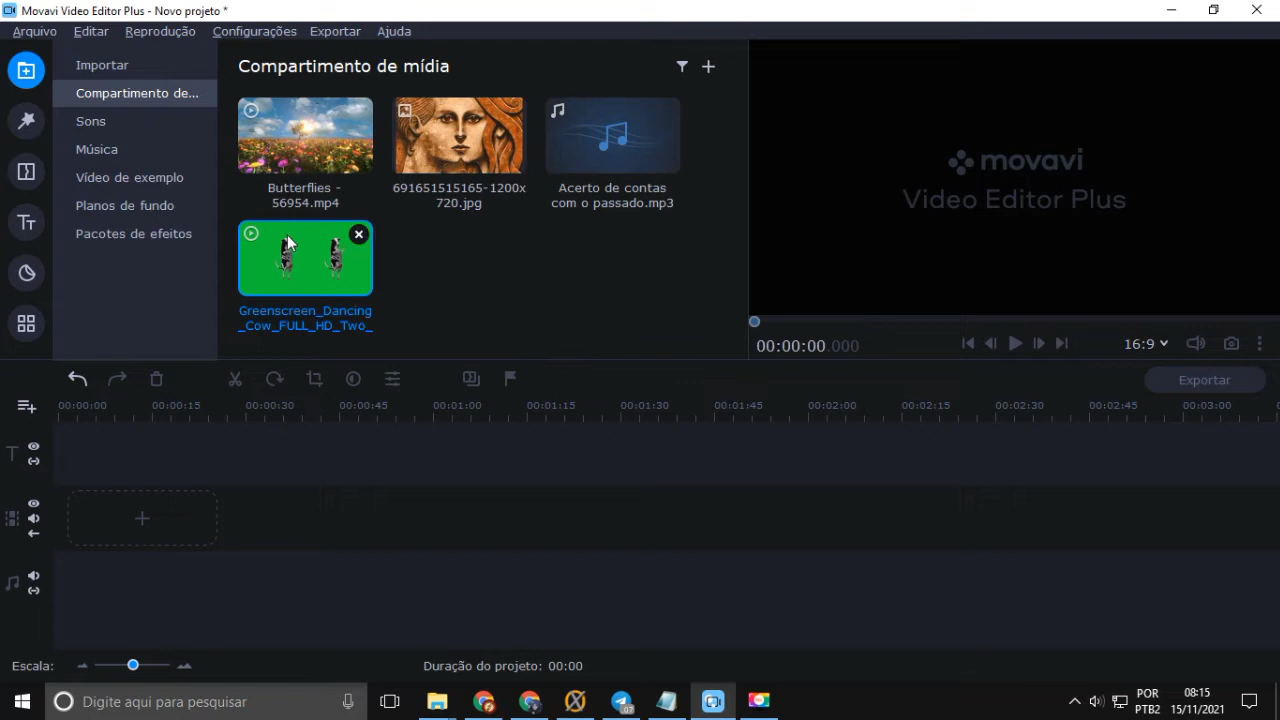 Movavi Video Editor Plus - Novo projeto *
Arquivo Editar Reprodução Configurações Exportar Ajuda
Importar
Compartimento de...
Sons
Música
Vídeo de exemplo
Planos de fundo
Pacotes de efeitos
Compartimento de mídia
Butterflies -
56954.mp4
691651515165-1200x
720.jpg
Acerto de contas
com o passado.mp3
Greenscreen_Dancing
_Cow_FULL_HD_Two_
movavi
Video Editor Plus
00:00:00.000
16:9
Exportar
00:00:00 00:00:15 00:00:30 00:00:45 00:01:00 00:01:15 00:01:30 00:01:45 00:02:00 00:02:15 00:02:30 00:02:45 00:03:00
T
Escala:
Duração do projeto: 00:00
Digite aqui para pesquisar
07
POR
PTB2
08:15
15/11/2021